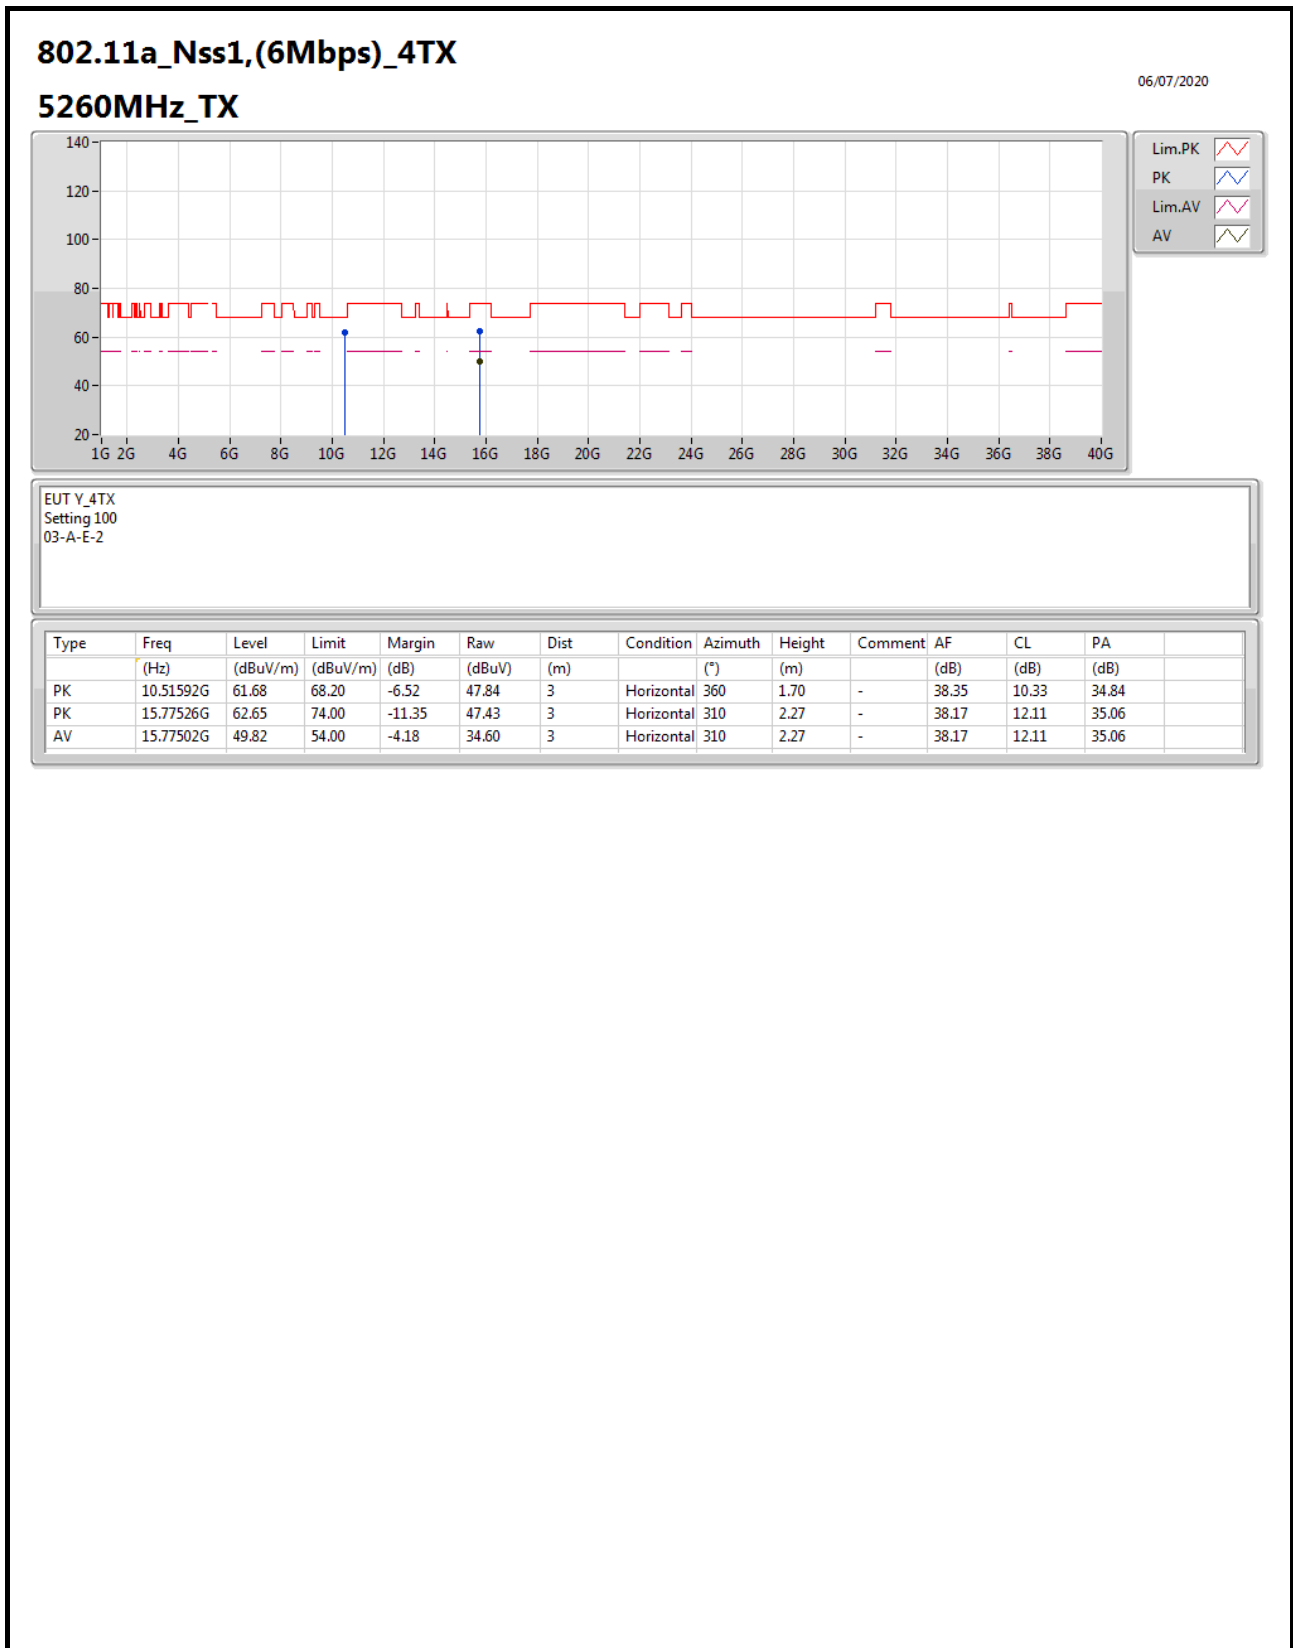 802.11a_Nss1,(6Mbps)_4TX
06/07/2020
5260MHz_TX
140
120
100
80
60
40
20
1G 2G 4G 6G 8G 10G 12G 14G 16G 18G 20G 22G 24G 26G 28G 30G 32G 34G 36G 38G 40G
Lim.PK
PK
Lim.AV
AV
EUT Y_4TX
Setting 100
03-A-E-2
Type Freq Level Limit Margin Raw Dist Condition Azimuth Height Comment AF CL PA
(Hz) (dBuV/m) (dBuV/m) (dB) (dBuV) (m) (°) (m) (dB) (dB) (dB)
PK 10.51592G 61.68 68.20 -6.52 47.84 3 Horizontal 360 1.70 - 38.35 10.33 34.84
PK 15.77526G 62.65 74.00 -11.35 47.43 3 Horizontal 310 2.27 - 38.17 12.11 35.06
AV 15.77502G 49.82 54.00 -4.18 34.60 3 Horizontal 310 2.27 - 38.17 12.11 35.06